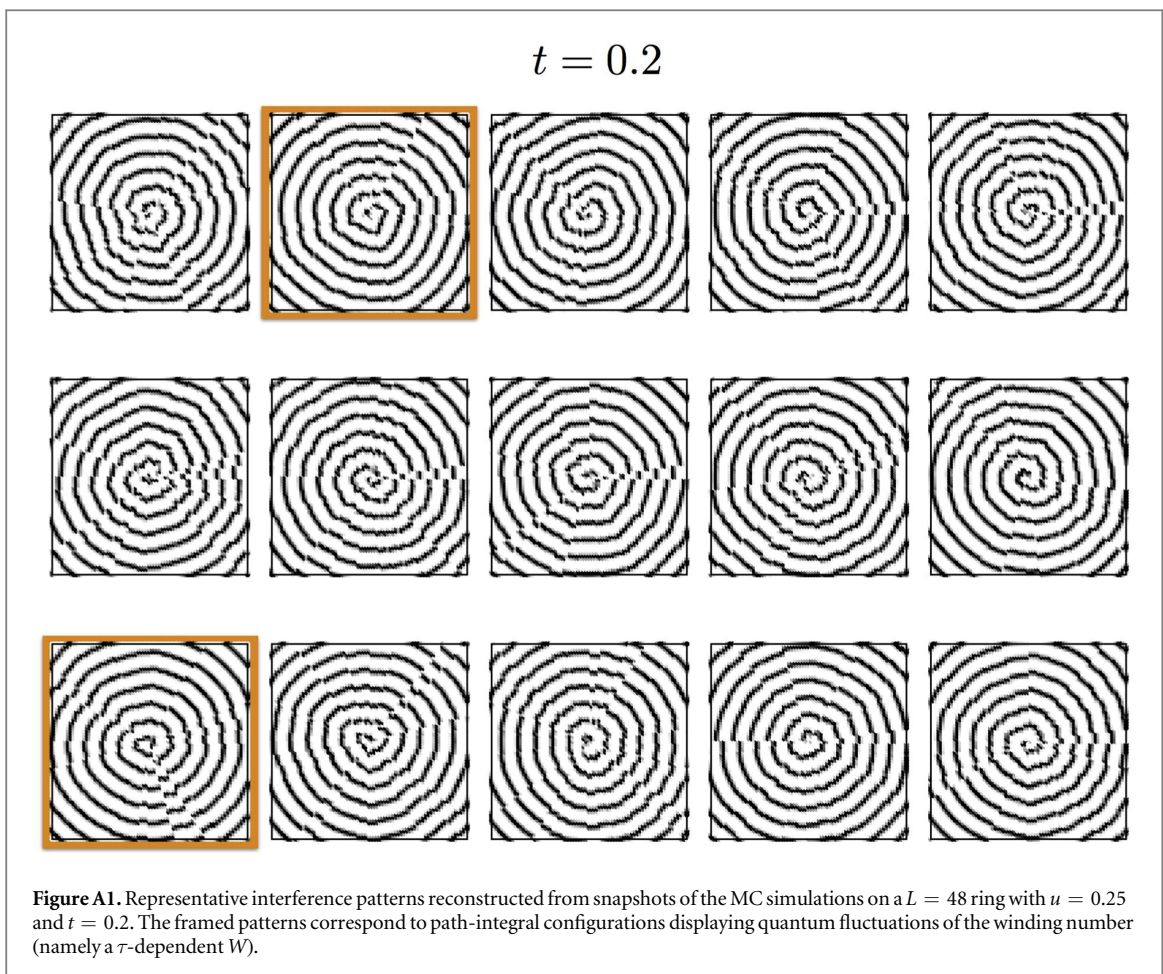 t = 0.2
Figure A1. Representative interference patterns reconstructed from snapshots of the MC simulations on a L = 48 ring with u = 0.25
and t = 0.2. The framed patterns correspond to path-integral configurations displaying quantum fluctuations of the winding number
(namely a τ-dependent W).